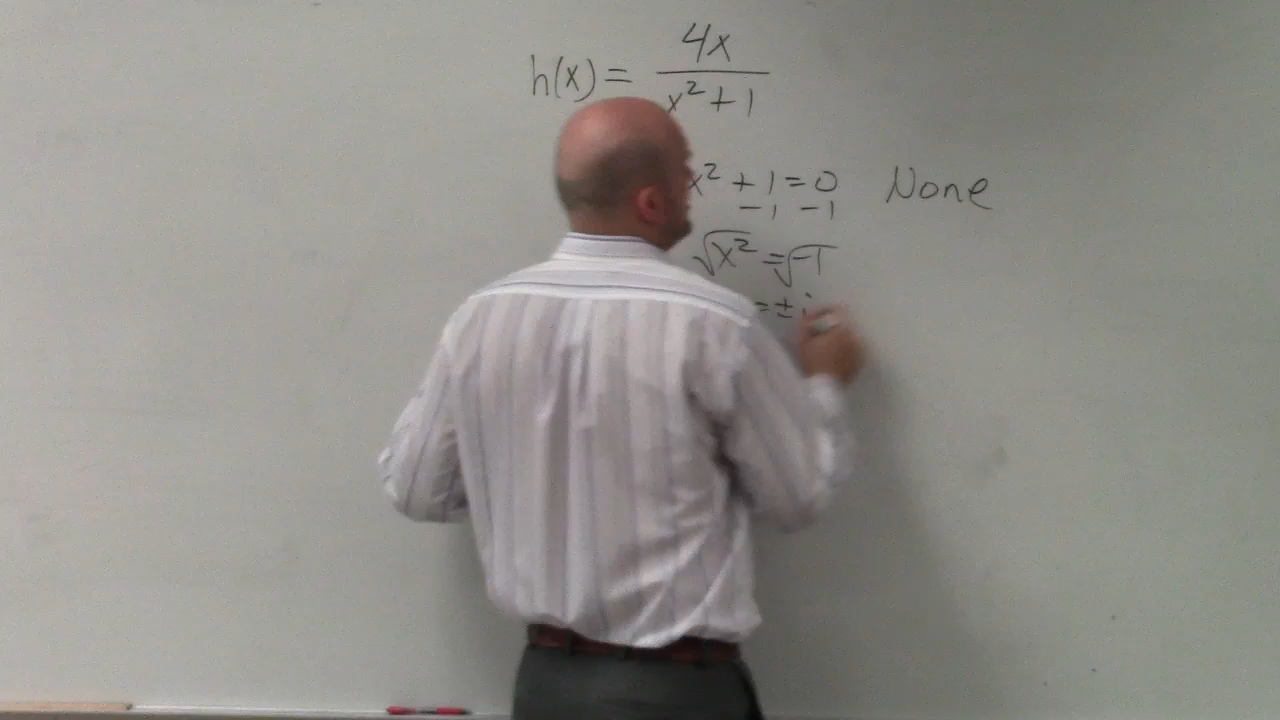 h(x) = 4x / x² + 1
x² + 1 = 0 None
-1 -1
√x² = √-1
= ± i